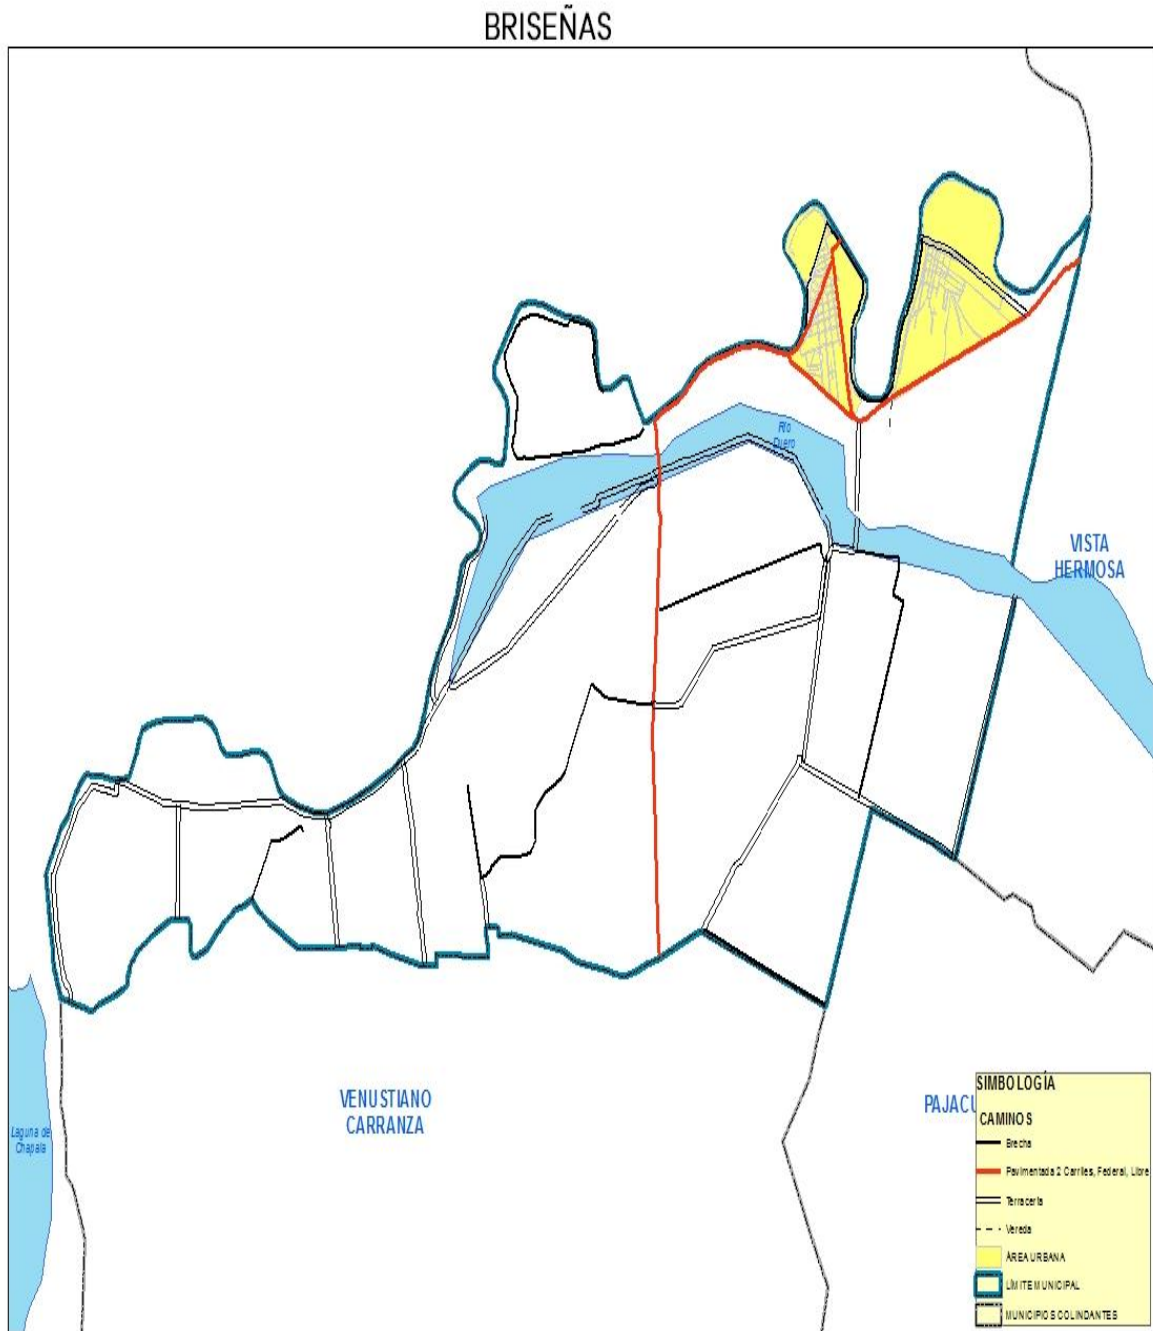 BRISEÑAS
Río
Duero
VISTA
HERMOSA
VENUSTIANO
CARRANZA
PAJACU
Laguna de
Chapala
SIMBOLOGÍA
CAMINOS
Brecha
Pavimentada 2 Carriles, Federal, Libre
Terracería
Vereda
ÁREA URBANA
LÍMITE MUNICIPAL
MUNICIPIOS COLINDANTES